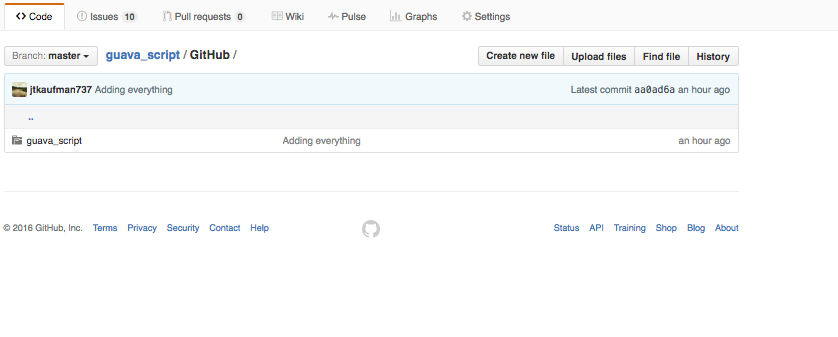 Code Issues 10 Pull requests 0 Wiki Pulse Graphs Settings
Branch: master guava_script / GitHub / Create new file Upload files Find file History
jtkaufman737 Adding everything Latest commit aa0ad6a an hour ago
..
guava_script Adding everything an hour ago
© 2016 GitHub, Inc. Terms Privacy Security Contact Help Status API Training Shop Blog About